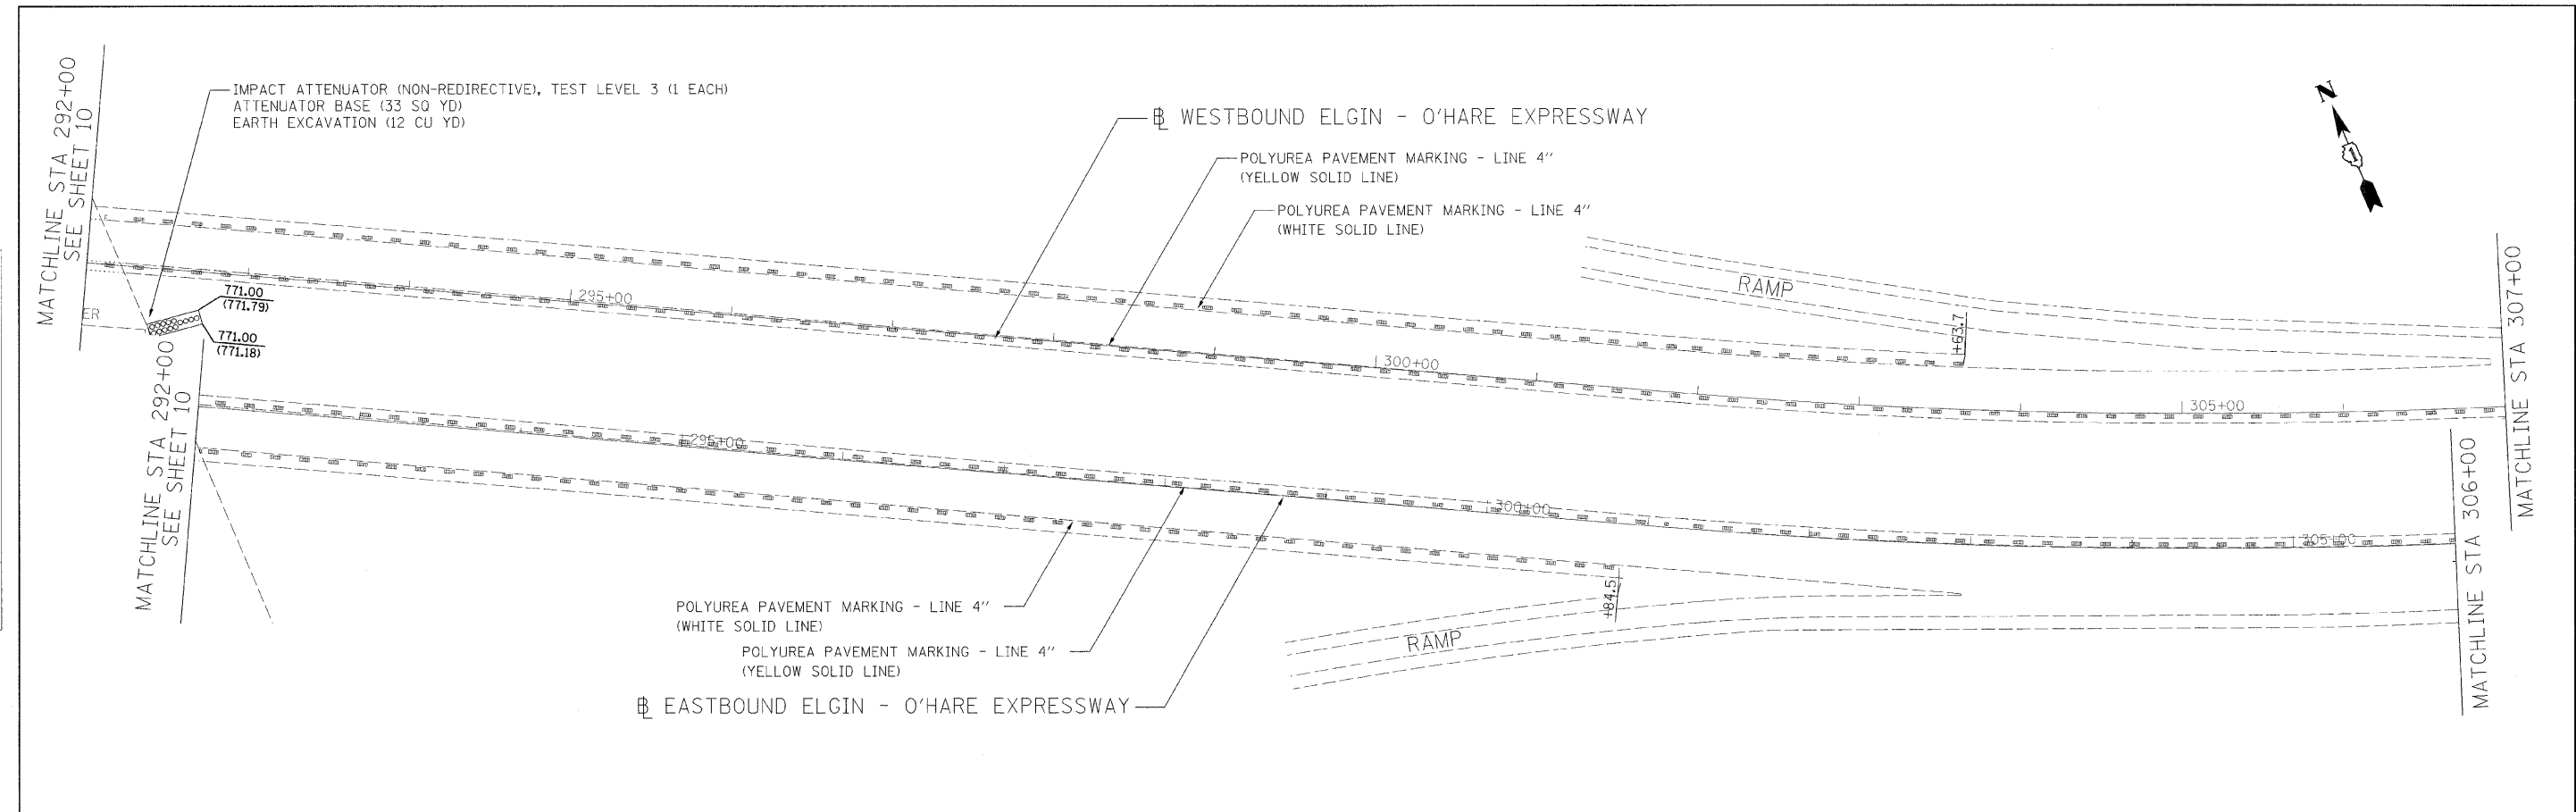 MATCHLINE STA 292+00
SEE SHEET 10
IMPACT ATTENUATOR (NON-REDIRECTIVE), TEST LEVEL 3 (1 EACH)
ATTENUATOR BASE (33 SQ YD)
EARTH EXCAVATION (12 CU YD)
℄ WESTBOUND ELGIN - O'HARE EXPRESSWAY
POLYUREA PAVEMENT MARKING - LINE 4"
(YELLOW SOLID LINE)
POLYUREA PAVEMENT MARKING - LINE 4"
(WHITE SOLID LINE)
N
1
RAMP
+63.7
MATCHLINE STA 307+00
ER
771.00
(771.79)
771.00
(771.18)
295+00
300+00
305+00
MATCHLINE STA 292+00
SEE SHEET 10
295+00
300+00
305+00
MATCHLINE STA 306+00
+84.5
RAMP
POLYUREA PAVEMENT MARKING - LINE 4"
(WHITE SOLID LINE)
POLYUREA PAVEMENT MARKING - LINE 4"
(YELLOW SOLID LINE)
℄ EASTBOUND ELGIN - O'HARE EXPRESSWAY